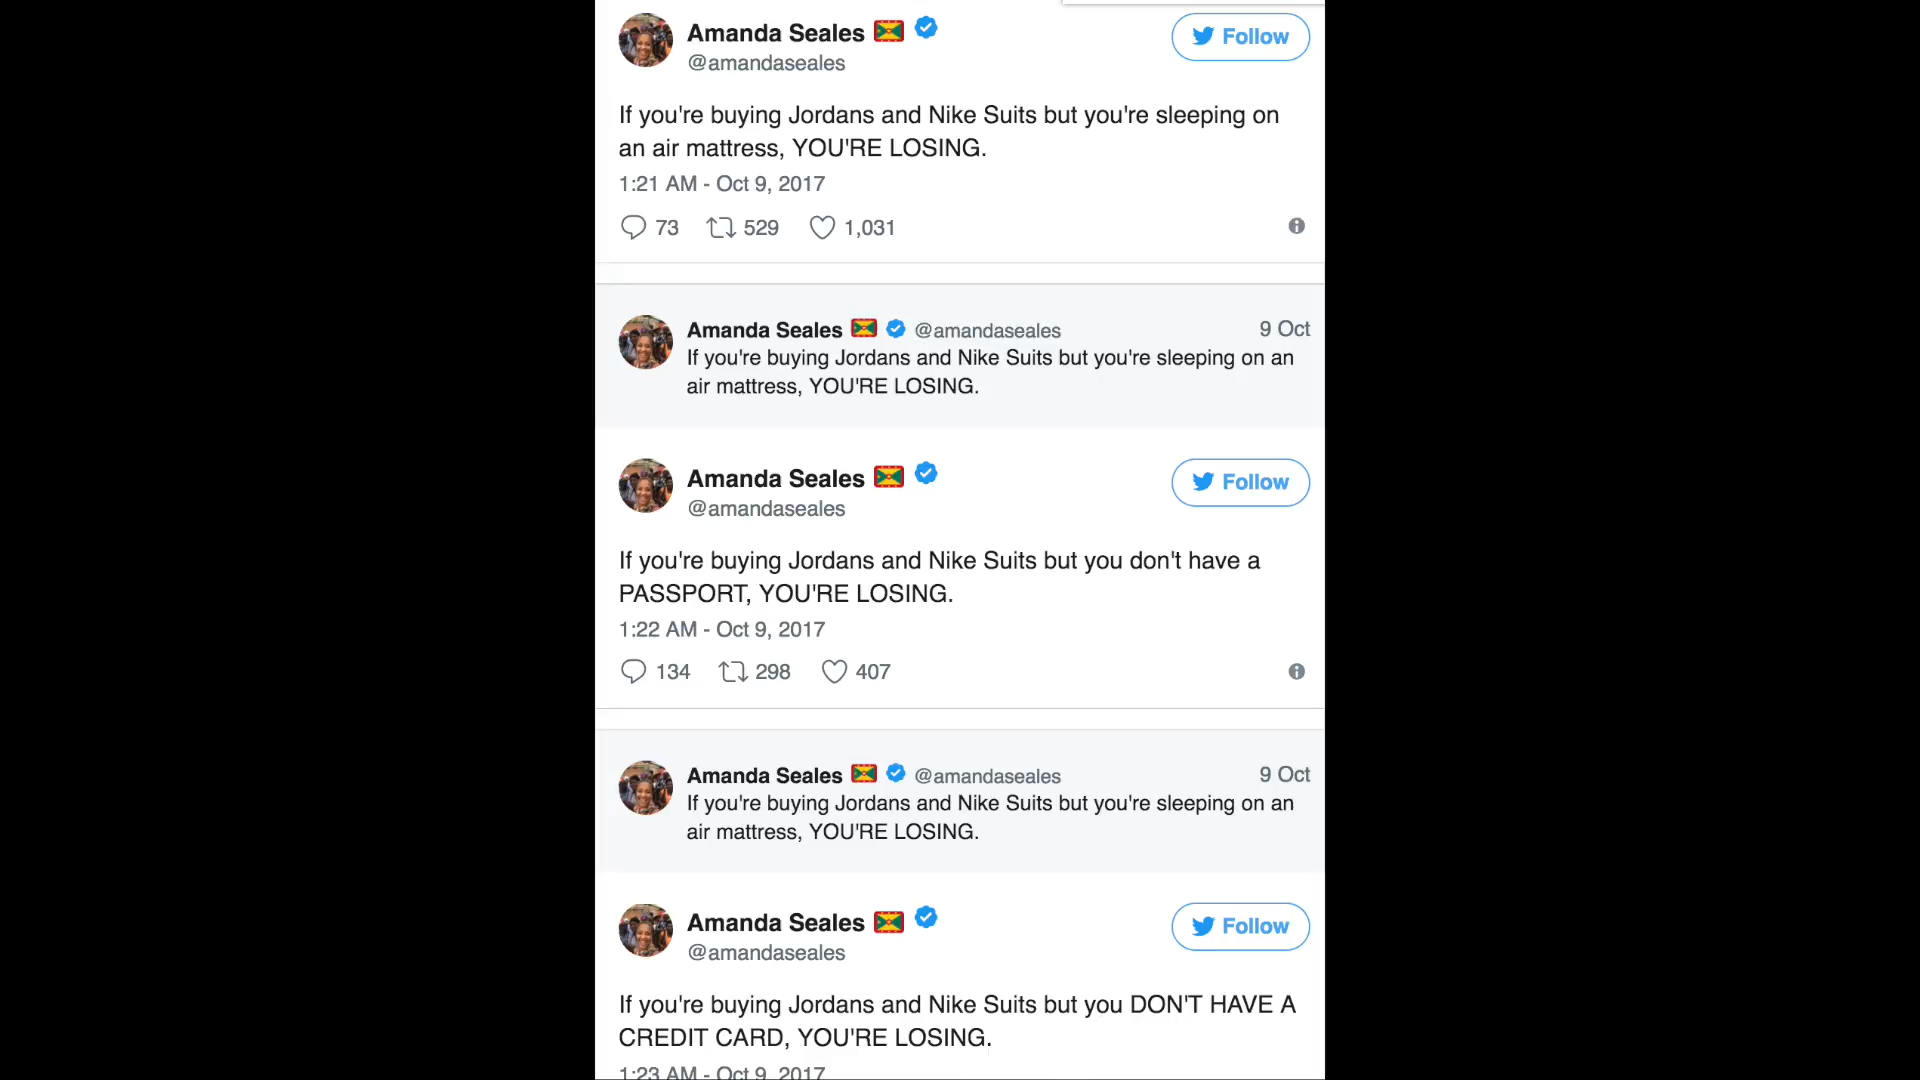 Amanda Seales
Follow
@amandaseales
If you're buying Jordans and Nike Suits but you're sleeping on
an air mattress, YOU'RE LOSING.
1:21 AM - Oct 9, 2017
73 529 1,031
Amanda Seales @amandaseales 9 Oct
If you're buying Jordans and Nike Suits but you're sleeping on an
air mattress, YOU'RE LOSING.
Amanda Seales
Follow
@amandaseales
If you're buying Jordans and Nike Suits but you don't have a
PASSPORT, YOU'RE LOSING.
1:22 AM - Oct 9, 2017
134 298 407
Amanda Seales @amandaseales 9 Oct
If you're buying Jordans and Nike Suits but you're sleeping on an
air mattress, YOU'RE LOSING.
Amanda Seales
Follow
@amandaseales
If you're buying Jordans and Nike Suits but you DON'T HAVE A
CREDIT CARD, YOU'RE LOSING.
1:23 AM - Oct 9, 2017